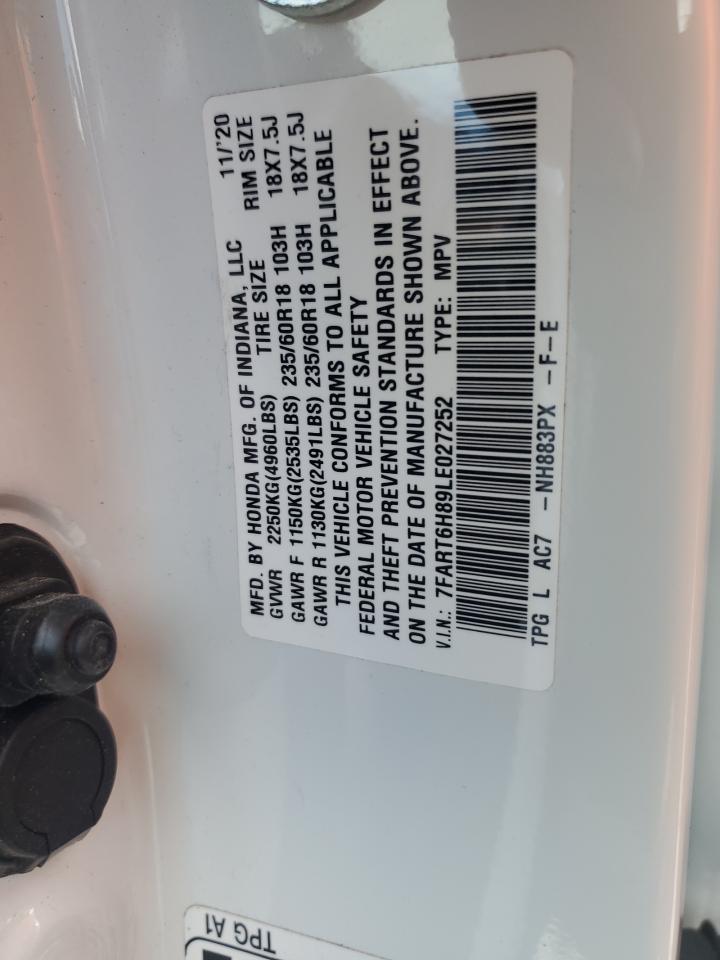 MFD. BY HONDA MFG. OF INDIANA, LLC 11/'20
TIRE SIZE RIM SIZE
GVWR 2250KG(4960LBS)
GAWR F 1150KG(2535LBS) 235/60R18 103H 18X7.5J
GAWR R 1130KG(2491LBS) 235/60R18 103H 18X7.5J
THIS VEHICLE CONFORMS TO ALL APPLICABLE
FEDERAL MOTOR VEHICLE SAFETY
AND THEFT PREVENTION STANDARDS IN EFFECT
ON THE DATE OF MANUFACTURE SHOWN ABOVE.
V.I.N.: 7FART6H89LE027252 TYPE: MPV
TPG L AC7 -NH883PX -F-E
TPG A1